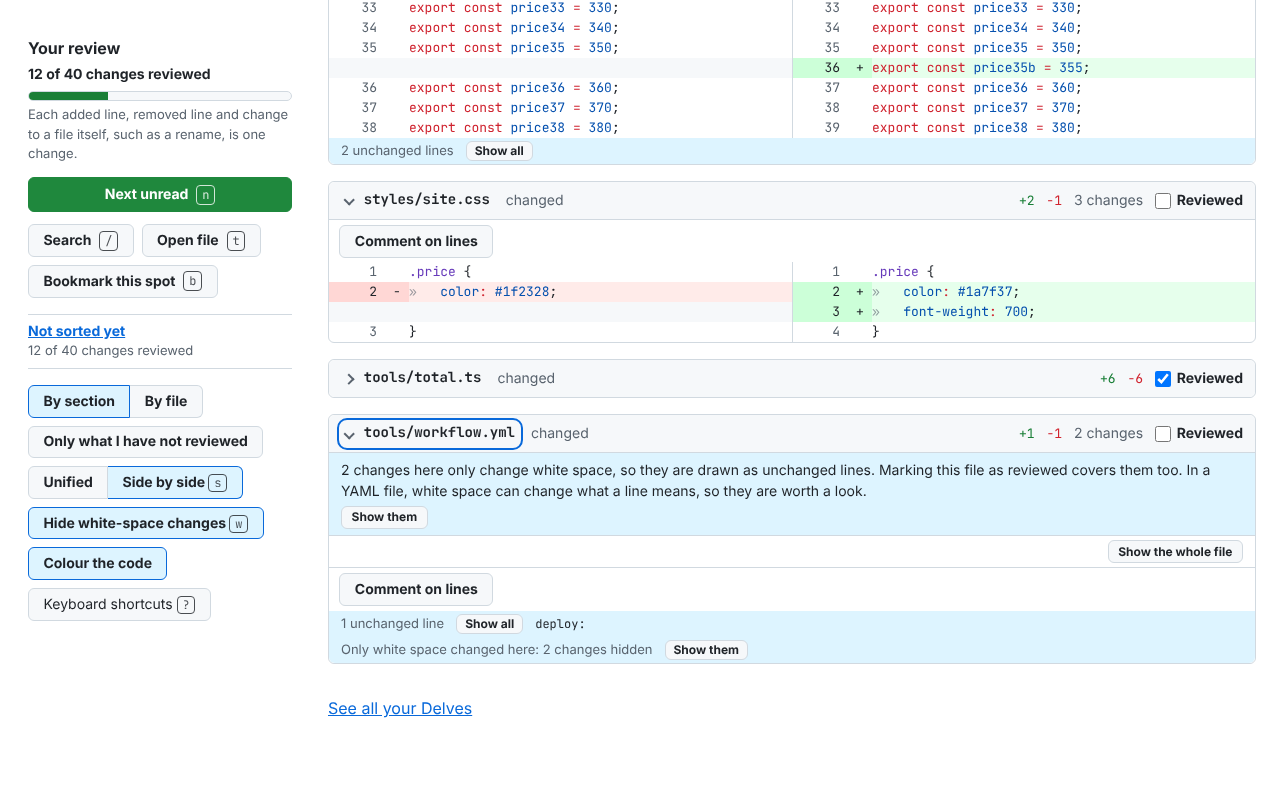 Your review
12 of 40 changes reviewed
Each added line, removed line and change
to a file itself, such as a rename, is one
change.
Next unread n
Search /
Open file t
Bookmark this spot b
Not sorted yet
12 of 40 changes reviewed
By section
By file
Only what I have not reviewed
Unified
Side by side s
Hide white-space changes w
Colour the code
Keyboard shortcuts ?
33 export const price33 = 330; 33 export const price33 = 330;
34 export const price34 = 340; 34 export const price34 = 340;
35 export const price35 = 350; 35 export const price35 = 350;
36 + export const price35b = 355;
36 export const price36 = 360; 37 export const price36 = 360;
37 export const price37 = 370; 38 export const price37 = 370;
38 export const price38 = 380; 39 export const price38 = 380;
2 unchanged lines Show all
styles/site.css changed +2 -1 3 changes Reviewed
Comment on lines
1 .price { 1 .price {
2 - » color: #1f2328; 2 + » color: #1a7f37;
3 + » font-weight: 700;
3 } 4 }
tools/total.ts changed +6 -6 Reviewed
tools/workflow.yml changed +1 -1 2 changes Reviewed
2 changes here only change white space, so they are drawn as unchanged lines. Marking this file as reviewed covers them too. In a
YAML file, white space can change what a line means, so they are worth a look.
Show them
Show the whole file
Comment on lines
1 unchanged line Show all deploy:
Only white space changed here: 2 changes hidden Show them
See all your Delves